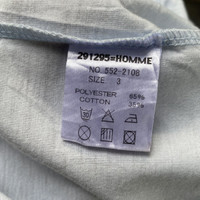 291295=HOMME
NO. 552-2108
SIZE 3
POLYESTER 65%
COTTON 35%